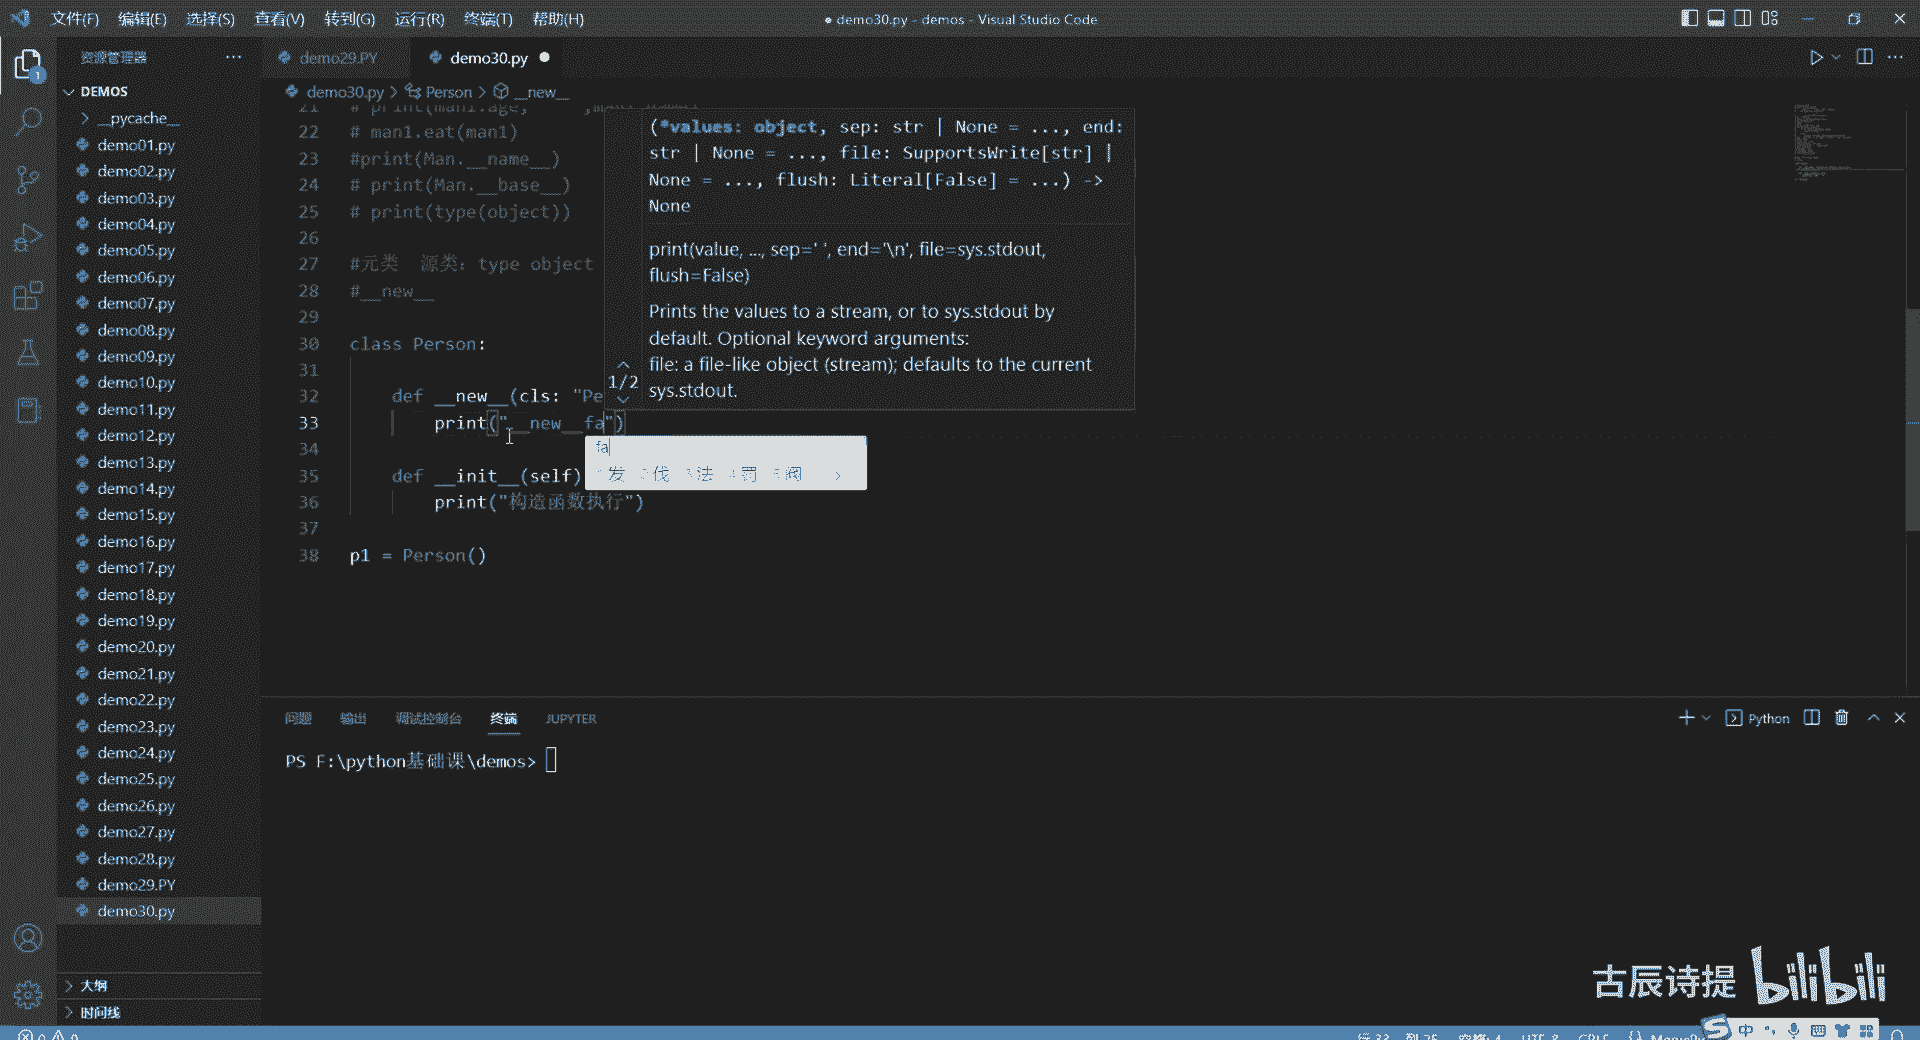 文件(F) 编辑(E) 选择(S) 查看(V) 转到(G) 运行(R) 终端(T) 帮助(H)
● demo30.py - demos - Visual Studio Code
资源管理器 ···
demo29.PY
demo30.py ●
DEMOS
demo30.py > Person > __new__
__pycache__
demo01.py
demo02.py
demo03.py
demo04.py
demo05.py
demo06.py
demo07.py
demo08.py
demo09.py
demo10.py
demo11.py
demo12.py
demo13.py
demo14.py
demo15.py
demo16.py
demo17.py
demo18.py
demo19.py
demo20.py
demo21.py
demo22.py
demo23.py
demo24.py
demo25.py
demo26.py
demo27.py
demo28.py
demo29.PY
demo30.py
大纲
时间线
1
21 # print(man1.age,
22 # man1.eat(man1)
23 #print(Man.__name__)
24 # print(Man.__base__)
25 # print(type(object))
26
27 #元类 源类: type object
28 #__new__
29
30 class Person:
31
32 def __new__(cls: "Pe
33 print("__new__fa")
34
35 def __init__(self)
36 print("构造函数执行")
37
38 p1 = Person()
(*values: object, sep: str | None = ..., end:
str | None = ..., file: SupportsWrite[str] |
None = ..., flush: Literal[False] = ...) ->
None
print(value, ..., sep=' ', end='\n', file=sys.stdout,
flush=False)
Prints the values to a stream, or to sys.stdout by
default. Optional keyword arguments:
file: a file-like object (stream); defaults to the current
sys.stdout.
1/2
fa
发 伐 法 罚 阀
问题 输出 调试控制台 终端 JUPYTER
Python
PS F:\python基础课\demos>
古辰诗提 bilibili
中